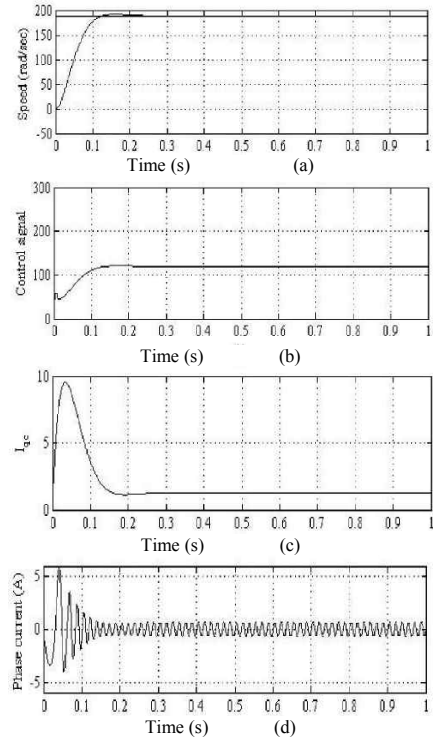 200
150
100
50
0
-50
Speed (rad/sec)
0 0.1 0.2 0.3 0.4 0.5 0.6 0.7 0.8 0.9 1
Time (s) (a)
300
200
100
0
Control signal
0 0.1 0.2 0.3 0.4 0.5 0.6 0.7 0.8 0.9 1
Time (s) (b)
10
5
0
I_qc
0 0.1 0.2 0.3 0.4 0.5 0.6 0.7 0.8 0.9 1
Time (s) (c)
5
0
-5
Phase current (A)
0 0.1 0.2 0.3 0.4 0.5 0.6 0.7 0.8 0.9 1
Time (s) (d)